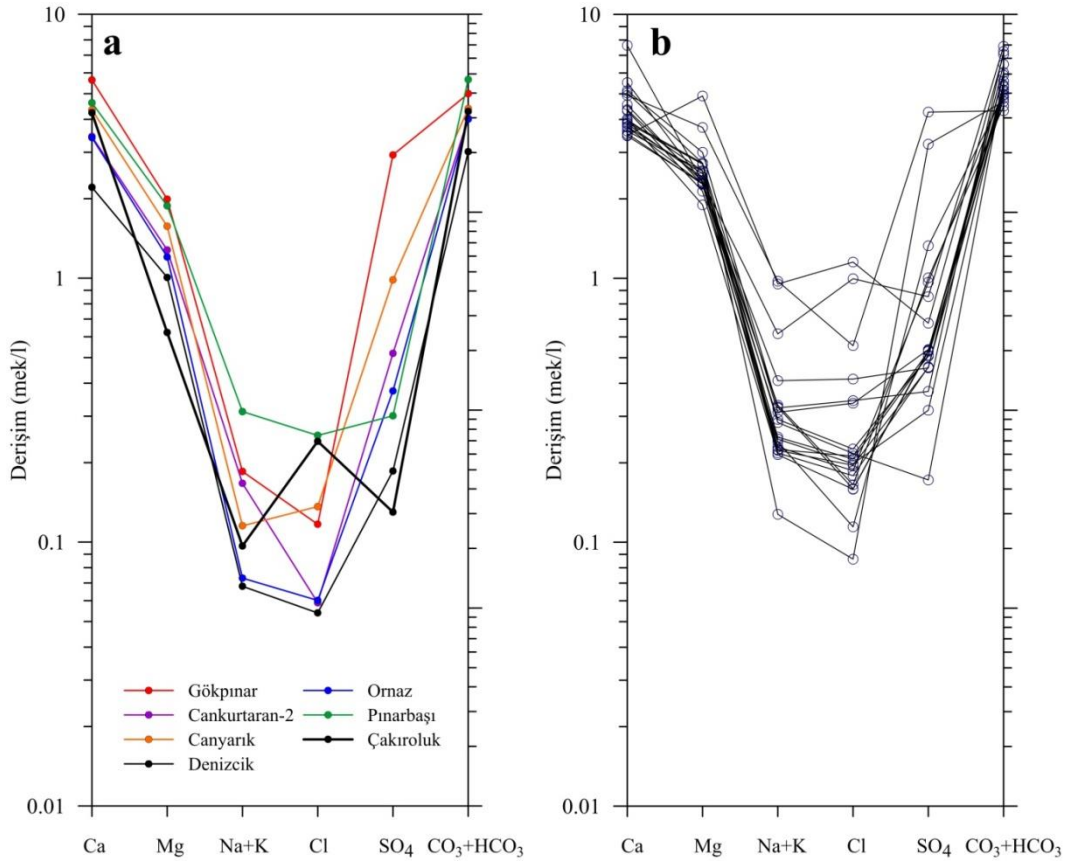 a
10
1
0.1
0.01
Derişim (mek/l)
Gökpınar
Cankurtaran-2
Canyarık
Denizcik
Ornaz
Pınarbaşı
Çakıroluk
Ca Mg Na+K Cl SO₄ CO₃+HCO₃
b
10
1
0.1
0.01
Derişim (mek/l)
Ca Mg Na+K Cl SO₄ CO₃+HCO₃